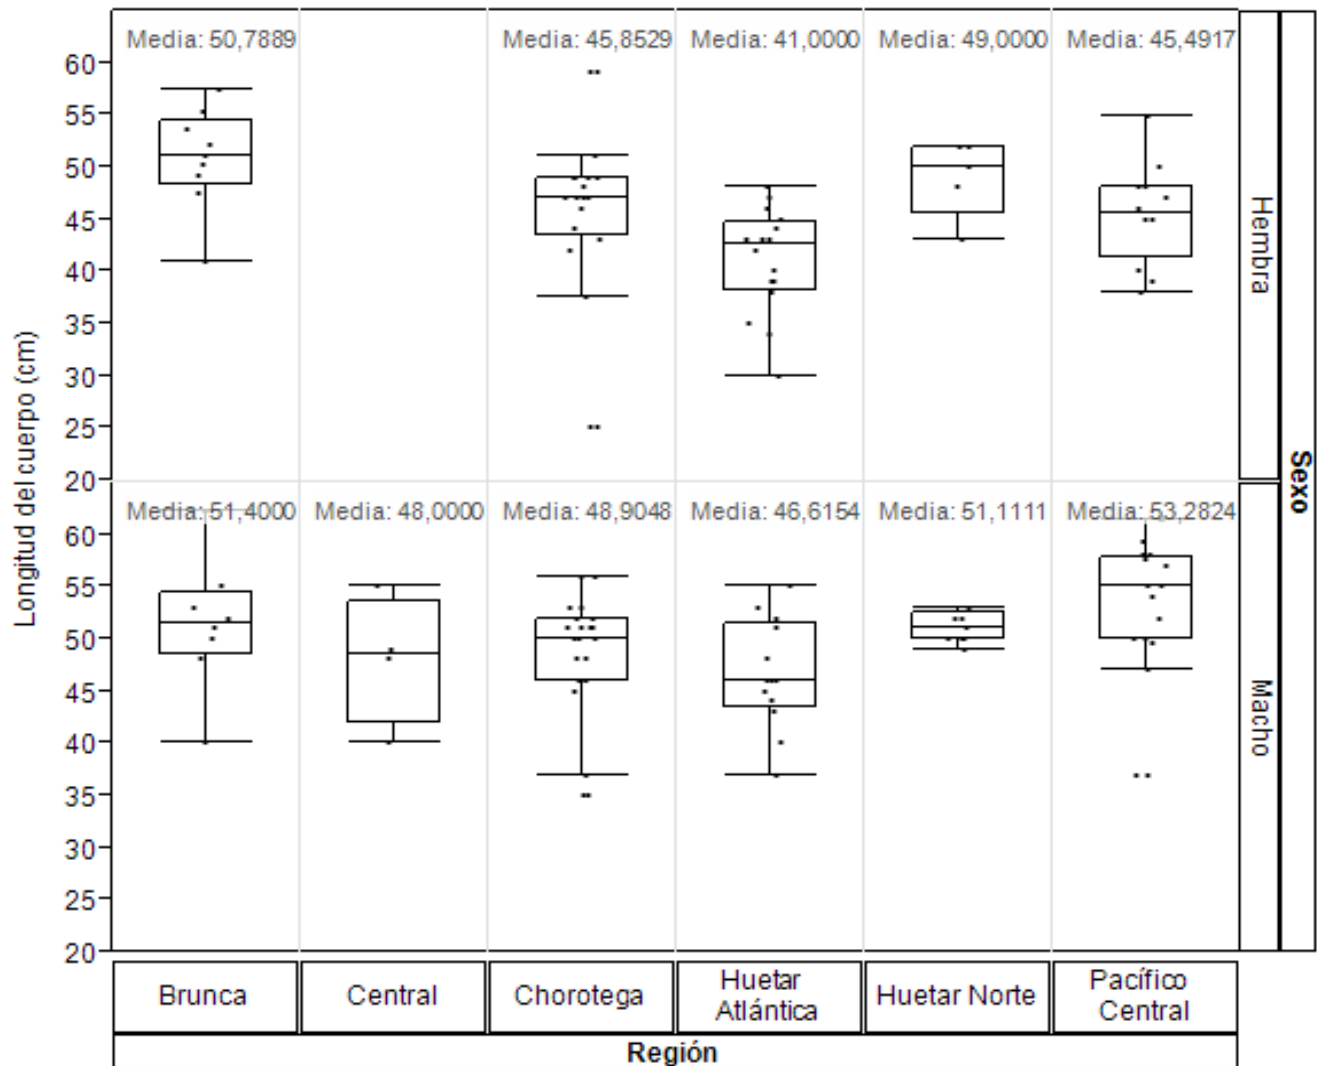 Media: 50,7889 Media: 45,8529 Media: 41,0000 Media: 49,0000 Media: 45,4917
60
55
50
45
40
35
30
25
20
Hembra
Media: 51,4000 Media: 48,0000 Media: 48,9048 Media: 46,6154 Media: 51,1111 Media: 53,2824
60
55
50
45
40
35
30
25
20
Macho
Sexo
Longitud del cuerpo (cm)
Brunca
Central
Chorotega
Huetar
Atlántica
Huetar Norte
Pacífico
Central
Región